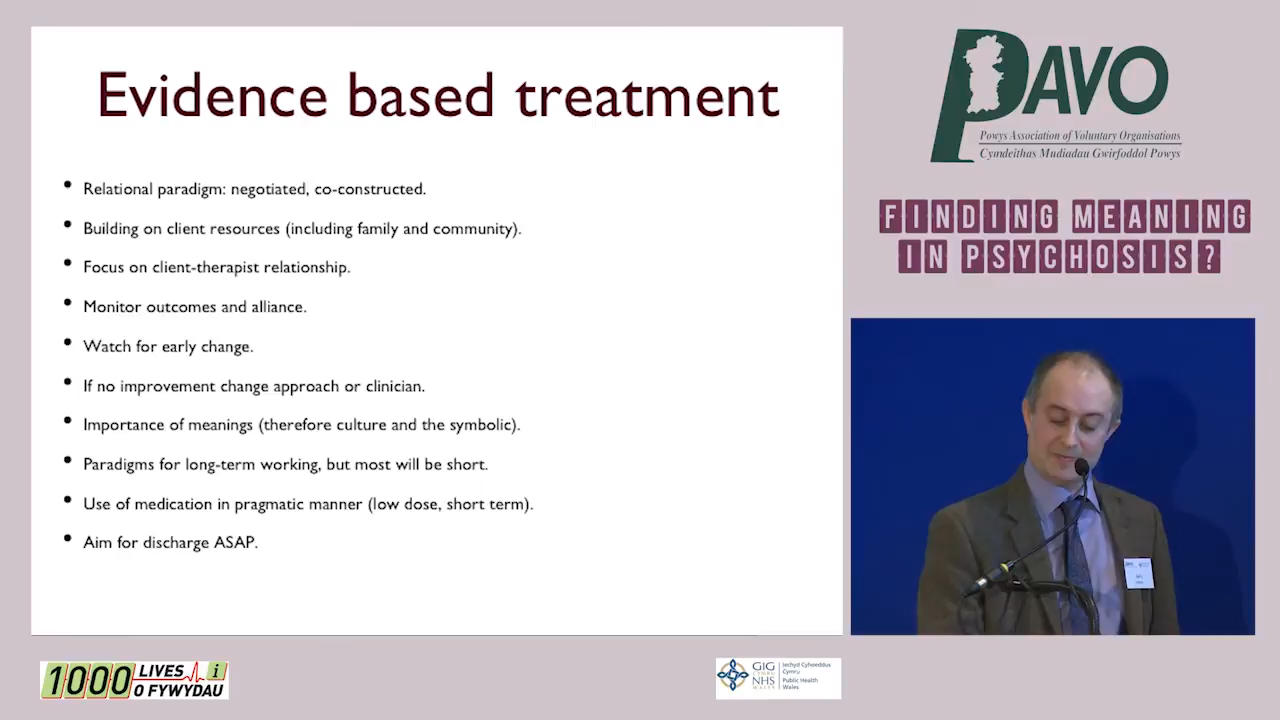 Evidence based treatment
• Relational paradigm: negotiated, co-constructed.
• Building on client resources (including family and community).
• Focus on client-therapist relationship.
• Monitor outcomes and alliance.
• Watch for early change.
• If no improvement change approach or clinician.
• Importance of meanings (therefore culture and the symbolic).
• Paradigms for long-term working, but most will be short.
• Use of medication in pragmatic manner (low dose, short term).
• Aim for discharge ASAP.
PAVO
Powys Association of Voluntary Organisations
Cymdeithas Mudiadau Gwirfoddol Powys
FINDING MEANING
IN PSYCHOSIS?
1000 LIVES i
O FYWYDAU
GIG
CYMRU
NHS
WALES
Iechyd Cyhoeddus
Cymru
Public Health
Wales